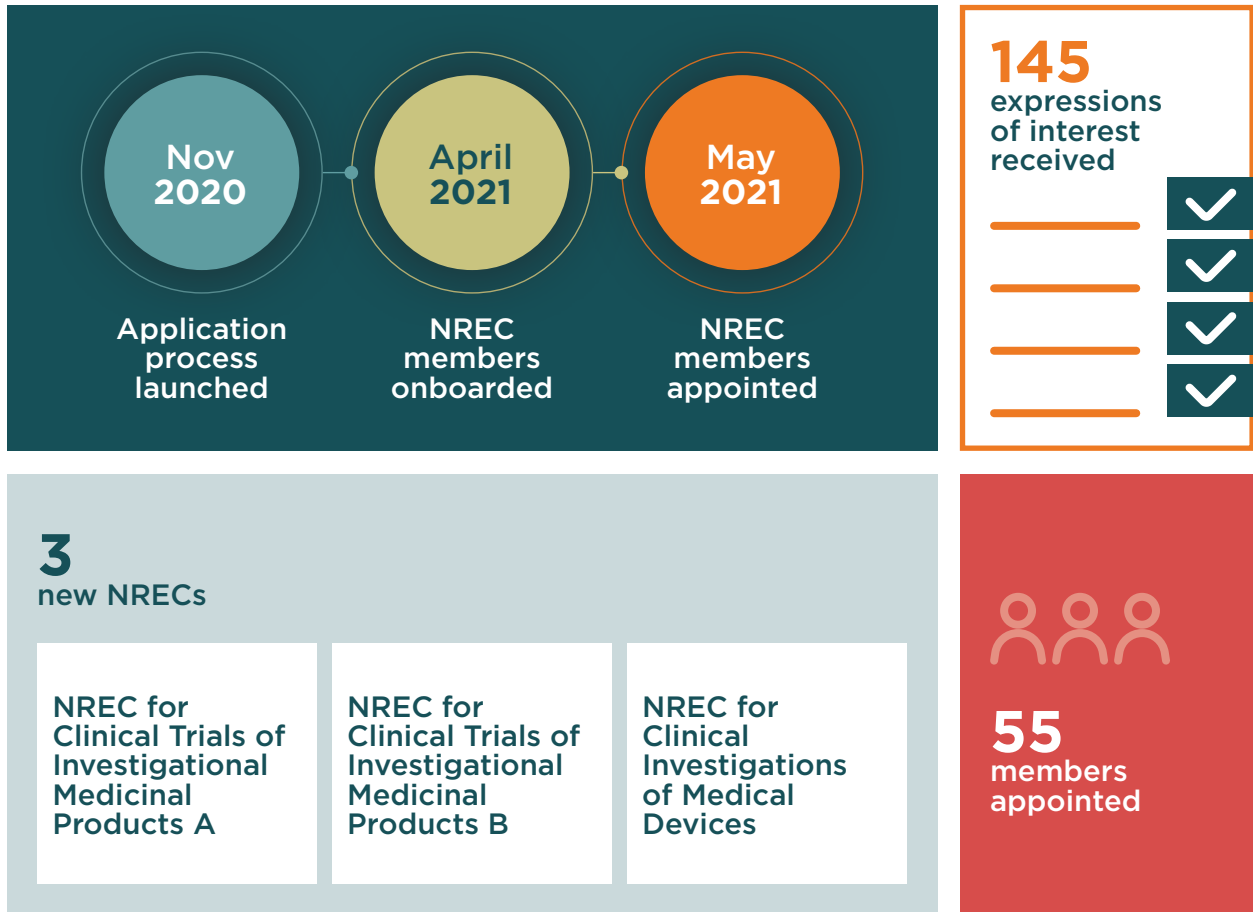 Nov
2020
April
2021
May
2021
Application
process
launched
NREC
members
onboarded
NREC
members
appointed
145
expressions
of interest
received
3
new NRECs
NREC for
Clinical Trials of
Investigational
Medicinal
Products A
NREC for
Clinical Trials of
Investigational
Medicinal
Products B
NREC for
Clinical
Investigations
of Medical
Devices
55
members
appointed